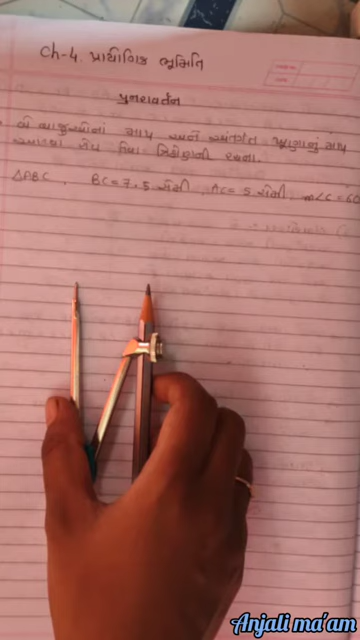 Ch-4. પ્રાયોગિક ભૂમિતિ
પુનરાવર્તન
બે બાજુઓનાં માપ અને અંતર્ગત ખૂણાનું માપ
આપ્યા હોય ત્યારે ત્રિકોણની રચના.
△ABC, BC = 7.5 સેમી, AC = 5 સેમી, m∠C = 60
Anjali ma'am